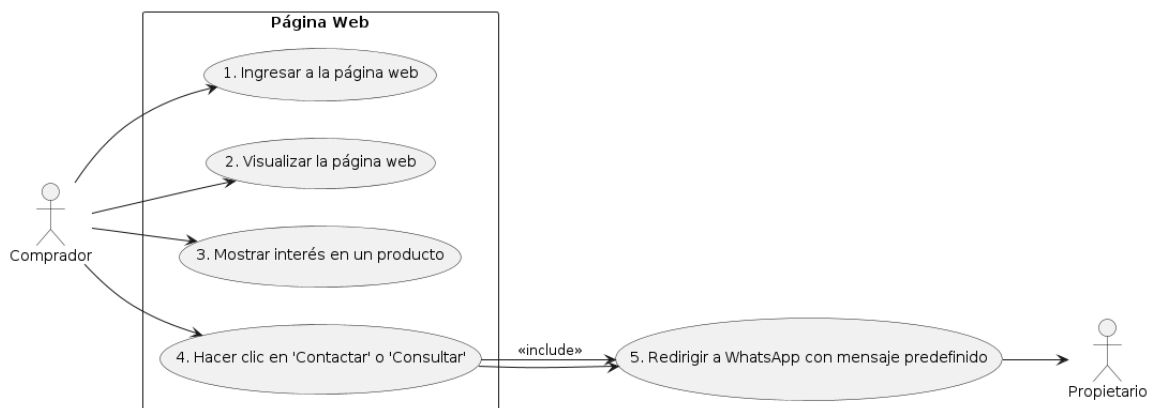 Página Web
1. Ingresar a la página web
2. Visualizar la página web
3. Mostrar interés en un producto
Comprador
4. Hacer clic en 'Contactar' o 'Consultar'
«include»
5. Redirigir a WhatsApp con mensaje predefinido
Propietario